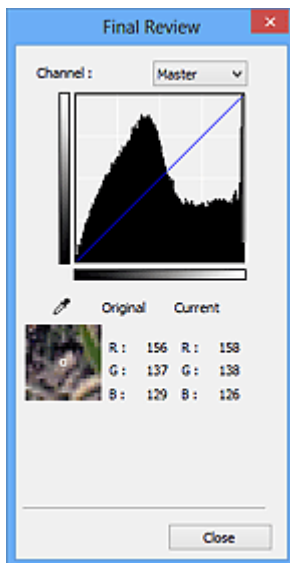 Final Review
Channel : Master
Original Current
R : 156 R : 158
G : 137 G : 138
B : 129 B : 126
Close